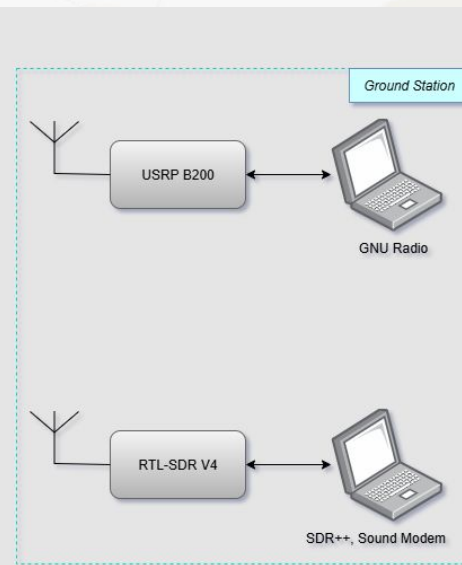 Ground Station
USRP B200
GNU Radio
RTL-SDR V4
SDR++, Sound Modem